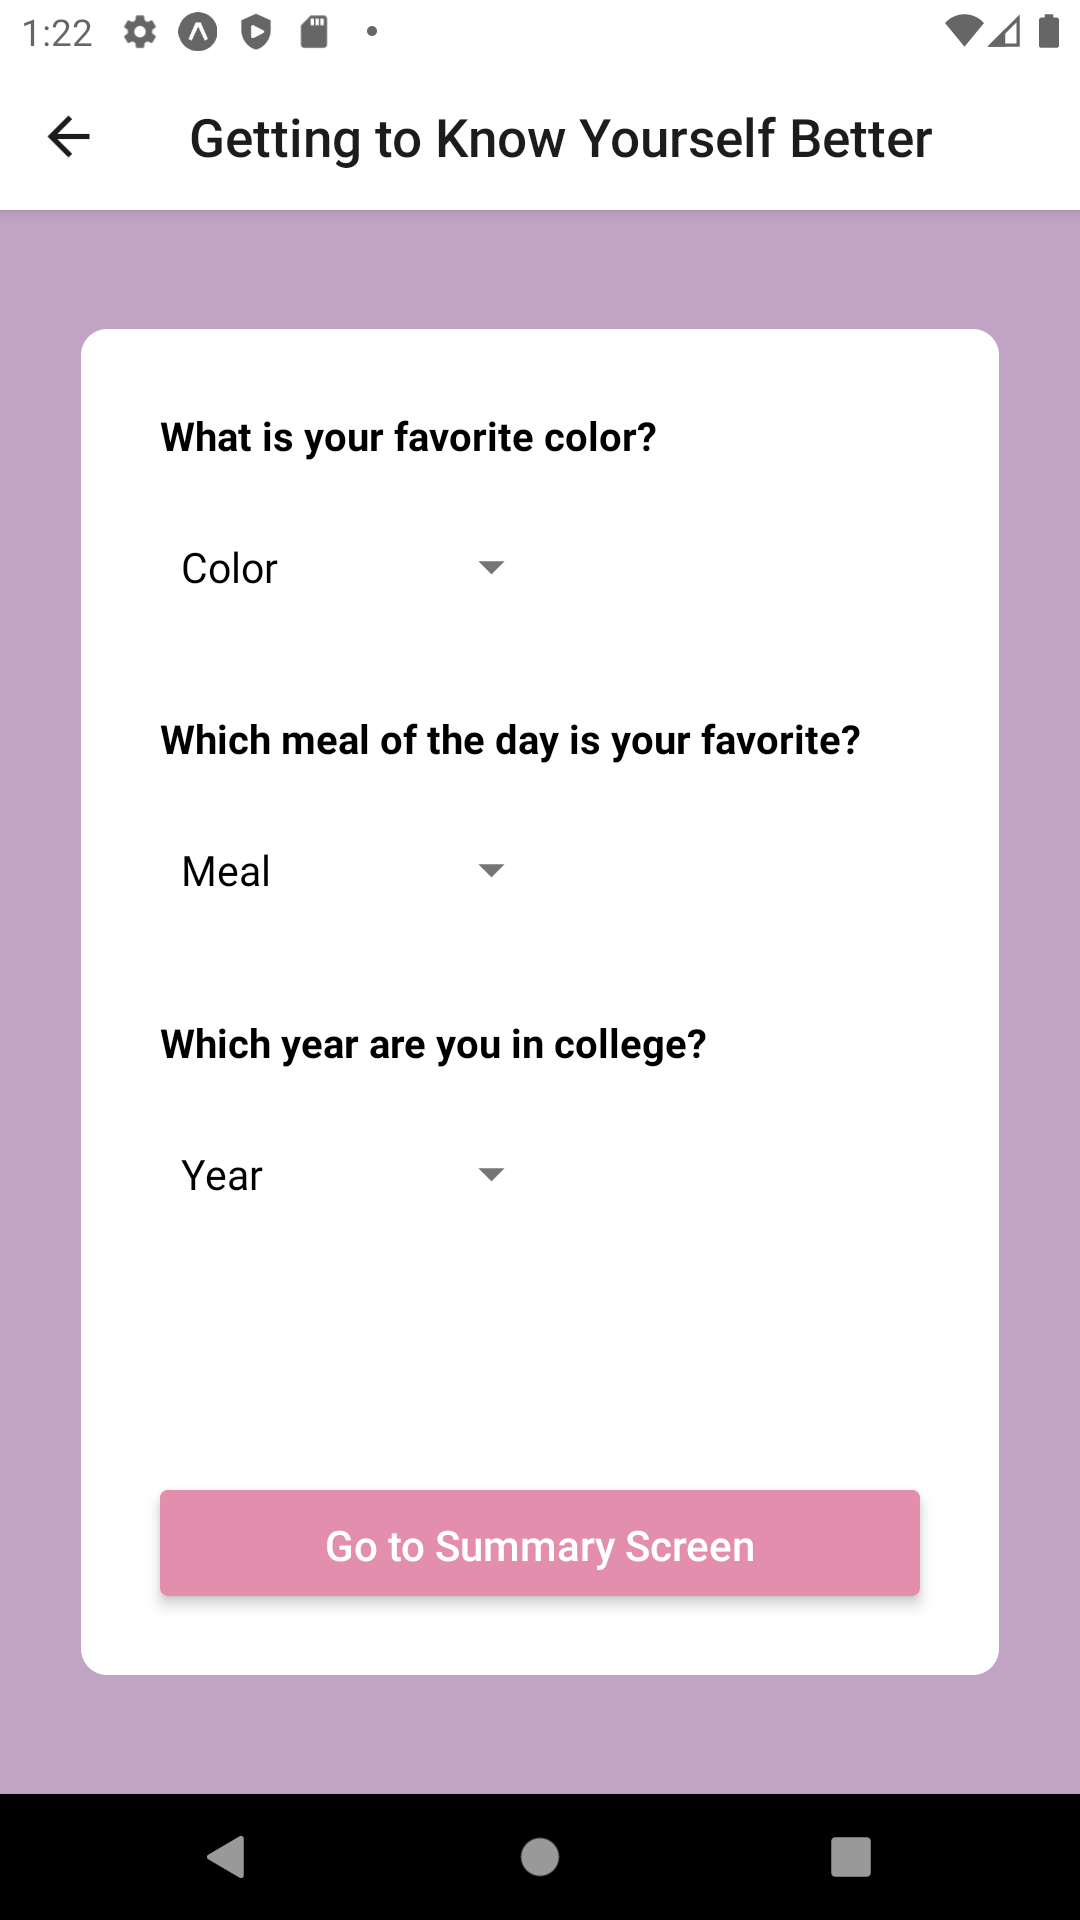 1:22
Getting to Know Yourself Better
What is your favorite color?
Color
Which meal of the day is your favorite?
Meal
Which year are you in college?
Year
Go to Summary Screen